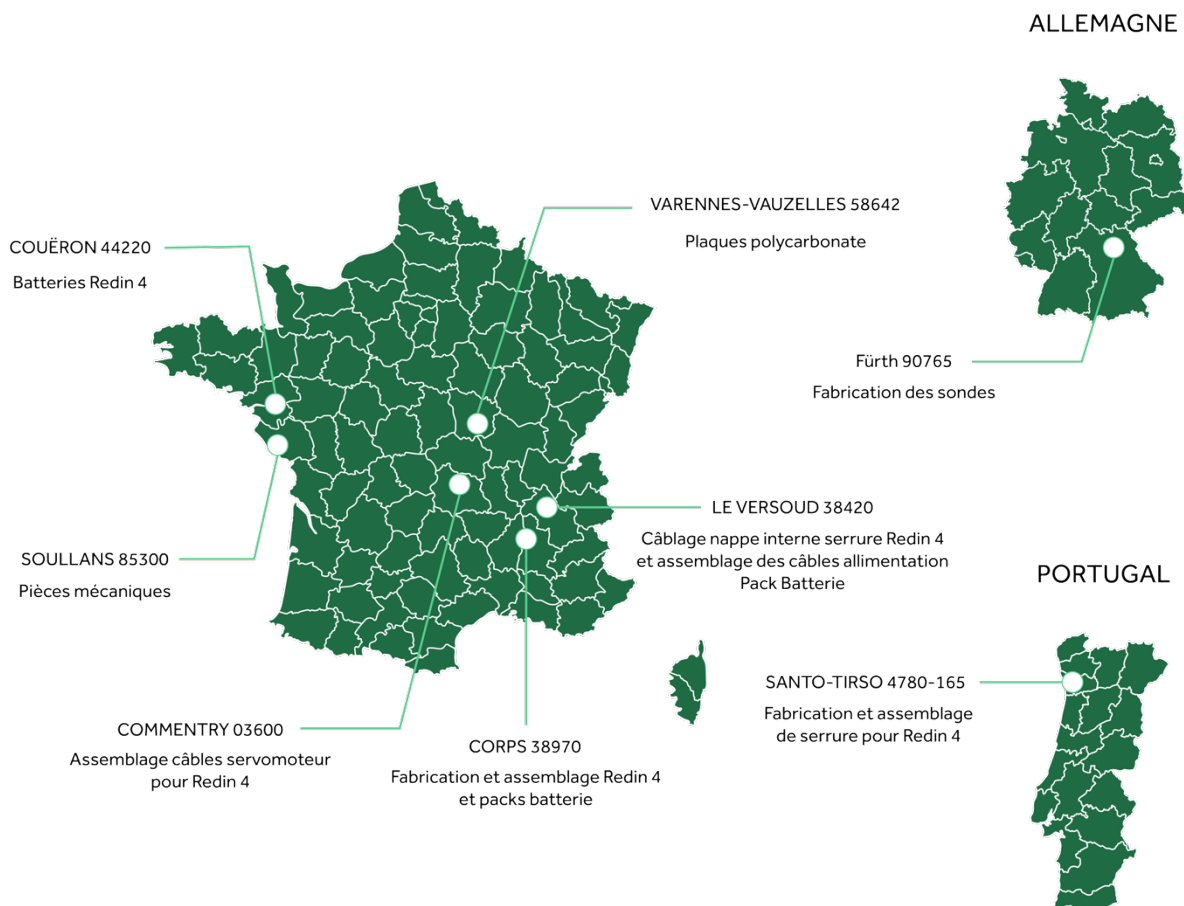 ALLEMAGNE
VARENNES-VAUZELLES 58642
Plaques polycarbonate
COUËRON 44220
Batteries Redin 4
Fürth 90765
Fabrication des sondes
LE VERSOUD 38420
Câblage nappe interne serrure Redin 4
et assemblage des câbles allimentation
Pack Batterie
SOULLANS 85300
Pièces mécaniques
PORTUGAL
SANTO-TIRSO 4780-165
Fabrication et assemblage
de serrure pour Redin 4
COMMENTRY 03600
Assemblage câbles servomoteur
pour Redin 4
CORPS 38970
Fabrication et assemblage Redin 4
et packs batterie